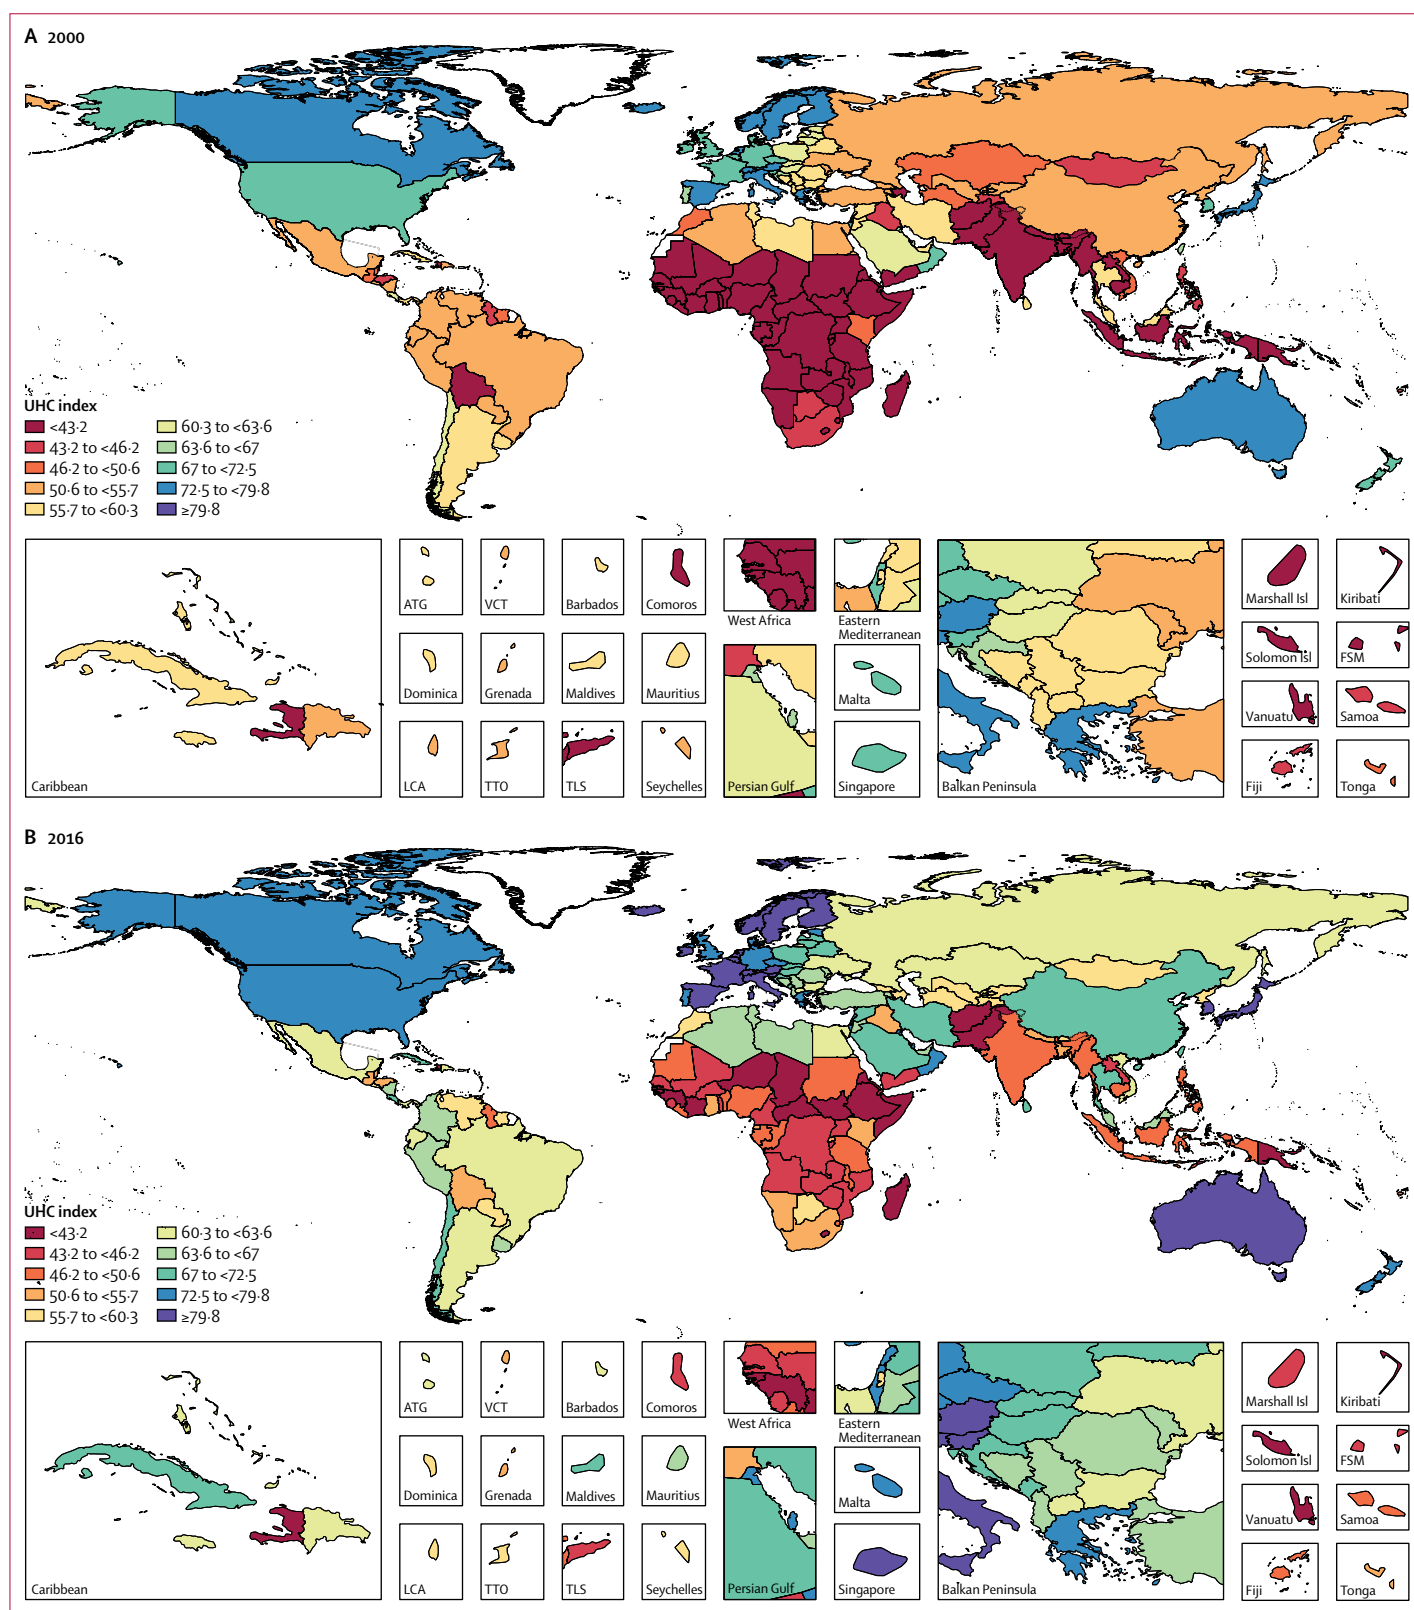 A 2000
UHC index
<43·2
43·2 to <46·2
46·2 to <50·6
50·6 to <55·7
55·7 to <60·3
60·3 to <63·6
63·6 to <67
67 to <72·5
72·5 to <79·8
≥79·8
Caribbean
ATG
VCT
Barbados
Comoros
Dominica
Grenada
Maldives
Mauritius
LCA
TTO
TLS
Seychelles
West Africa
Eastern
Mediterranean
Persian Gulf
Malta
Singapore
Balkan Peninsula
Marshall Isl
Kiribati
Solomon Isl
FSM
Vanuatu
Samoa
Fiji
Tonga
B 2016
UHC index
<43·2
43·2 to <46·2
46·2 to <50·6
50·6 to <55·7
55·7 to <60·3
60·3 to <63·6
63·6 to <67
67 to <72·5
72·5 to <79·8
≥79·8
Caribbean
ATG
VCT
Barbados
Comoros
Dominica
Grenada
Maldives
Mauritius
LCA
TTO
TLS
Seychelles
West Africa
Eastern
Mediterranean
Persian Gulf
Malta
Singapore
Balkan Peninsula
Marshall Isl
Kiribati
Solomon Isl
FSM
Vanuatu
Samoa
Fiji
Tonga